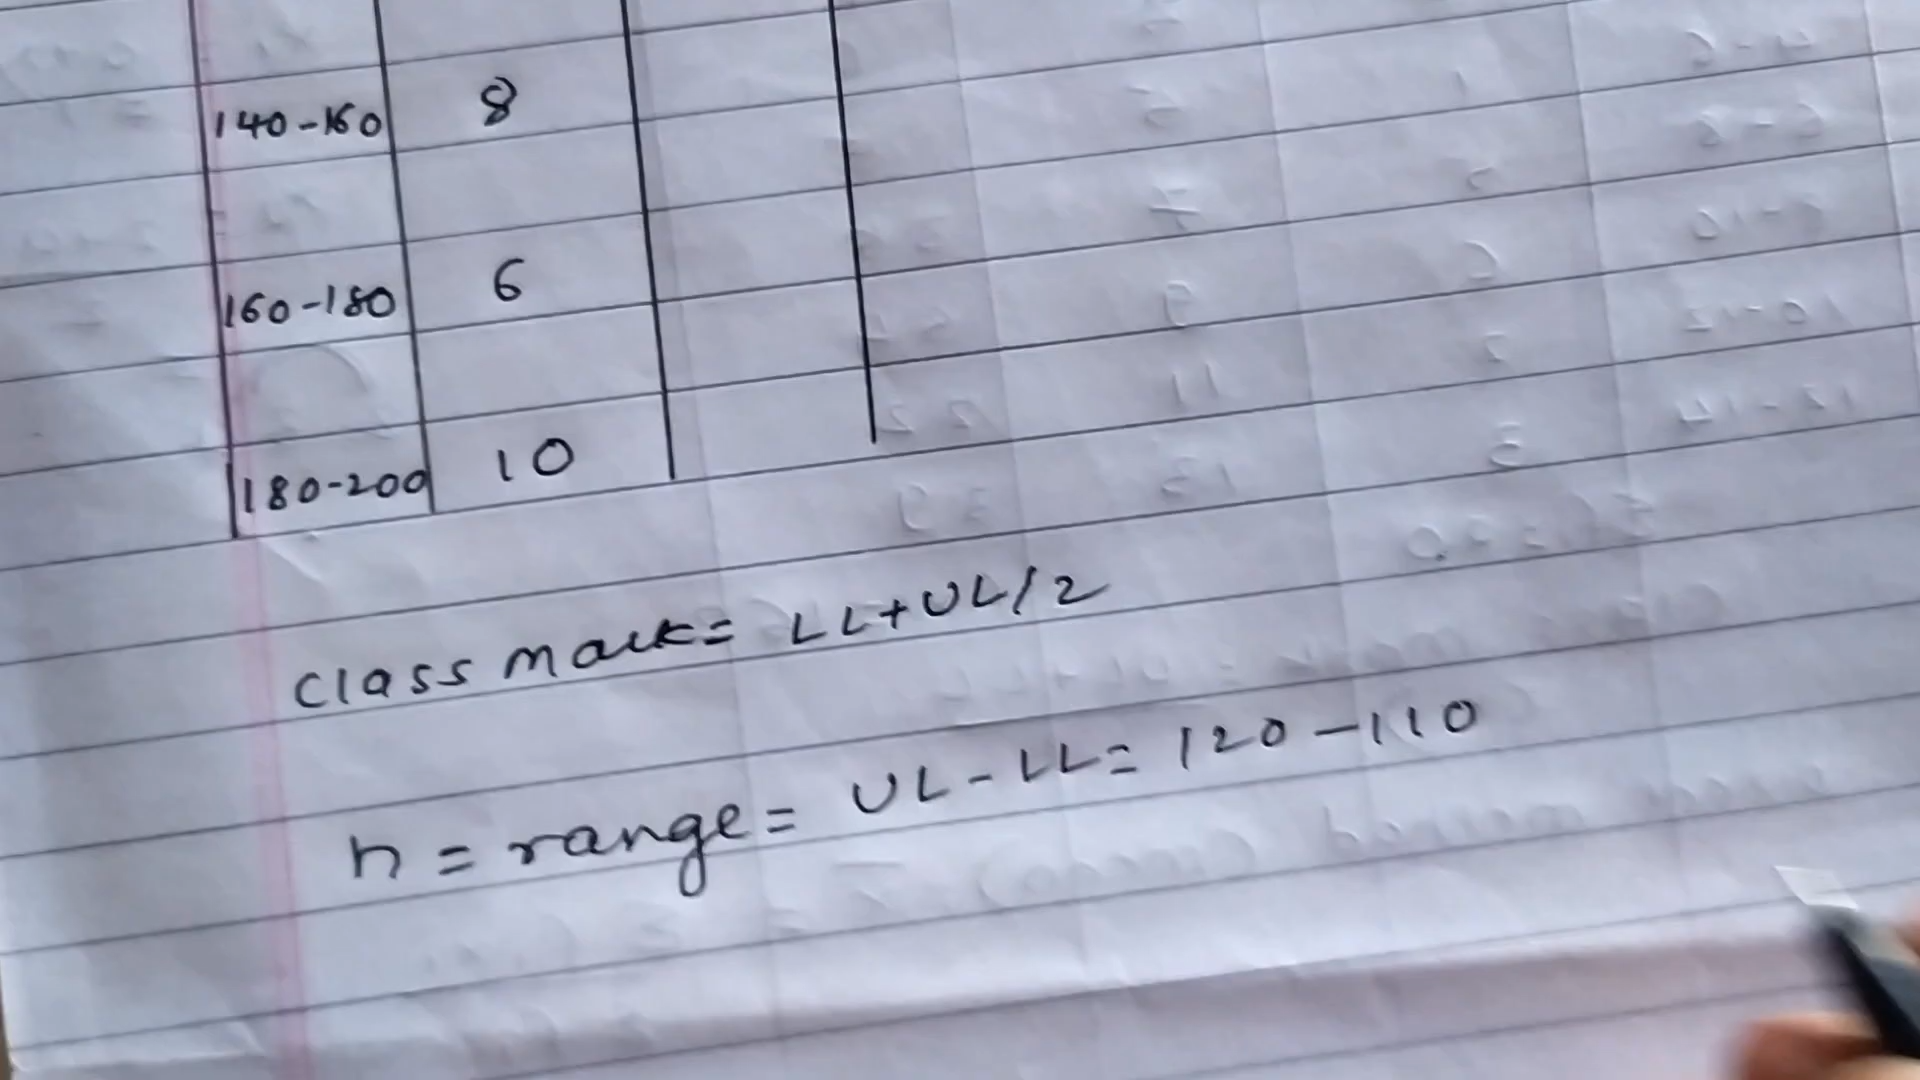 140-160 8
160-180 6
180-200 10
class mark= LL+UL/2
h = range= UL-LL= 120-110